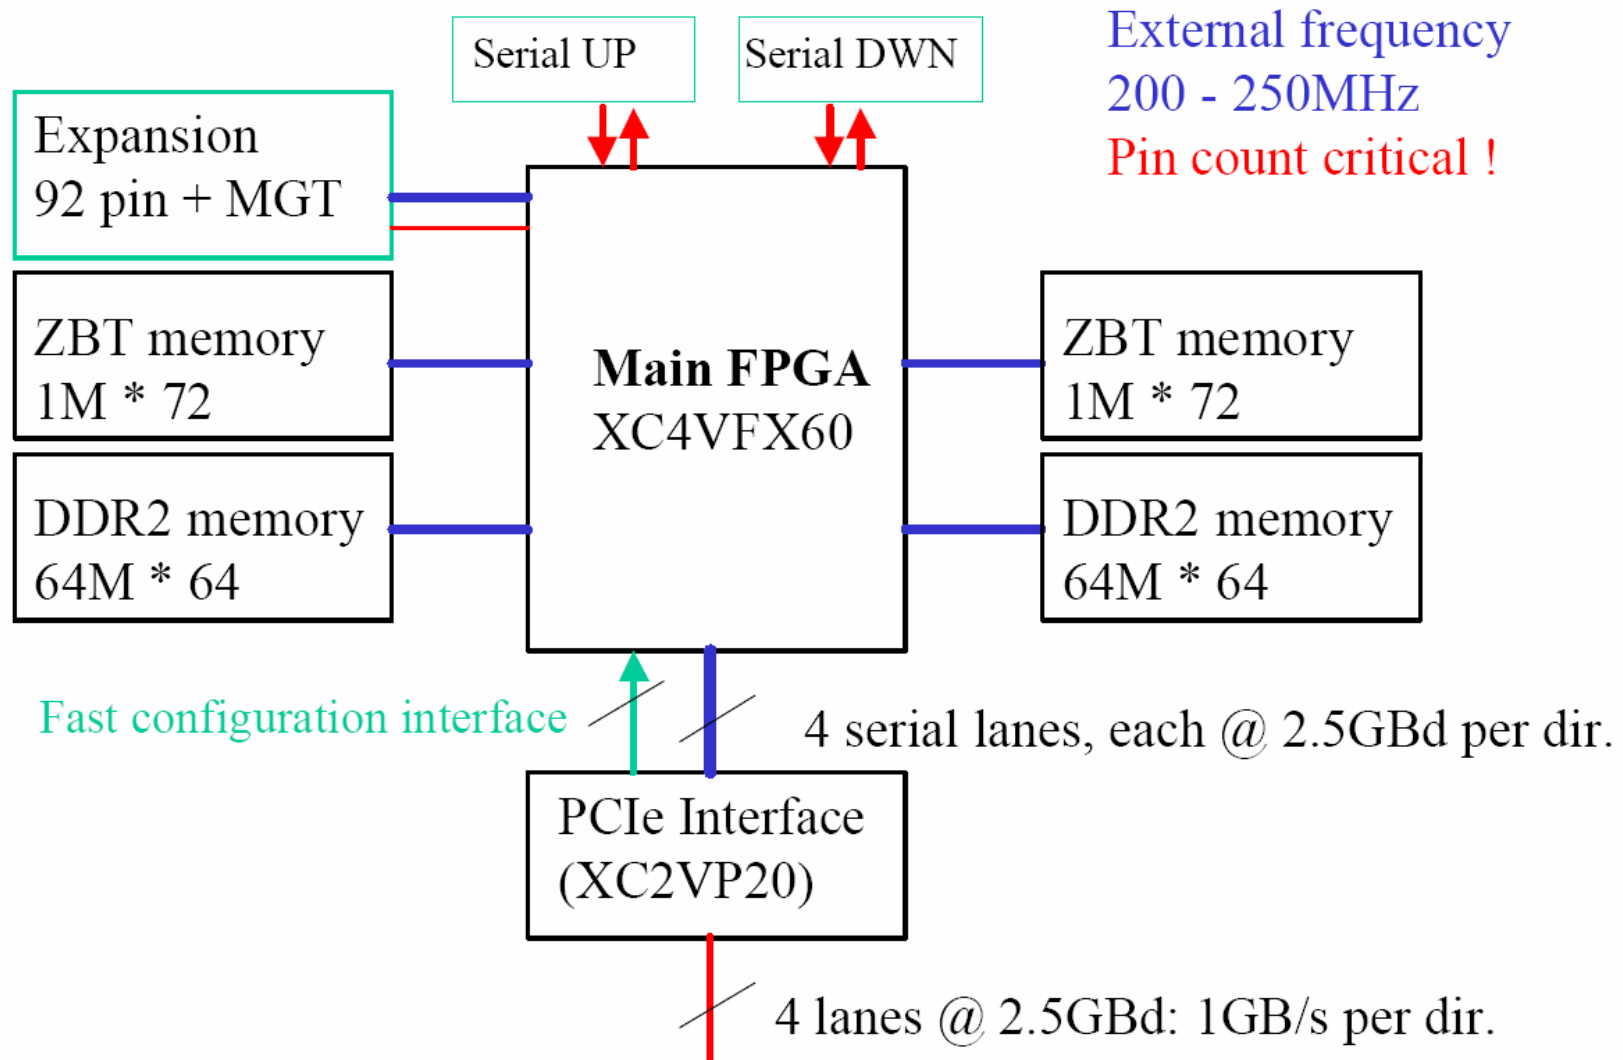 Serial UP
Serial DWN
External frequency
200 - 250MHz
Pin count critical !
Expansion
92 pin + MGT
ZBT memory
1M * 72
Main FPGA
XC4VFX60
ZBT memory
1M * 72
DDR2 memory
64M * 64
DDR2 memory
64M * 64
Fast configuration interface
4 serial lanes, each @ 2.5GBd per dir.
PCIe Interface
(XC2VP20)
4 lanes @ 2.5GBd: 1GB/s per dir.